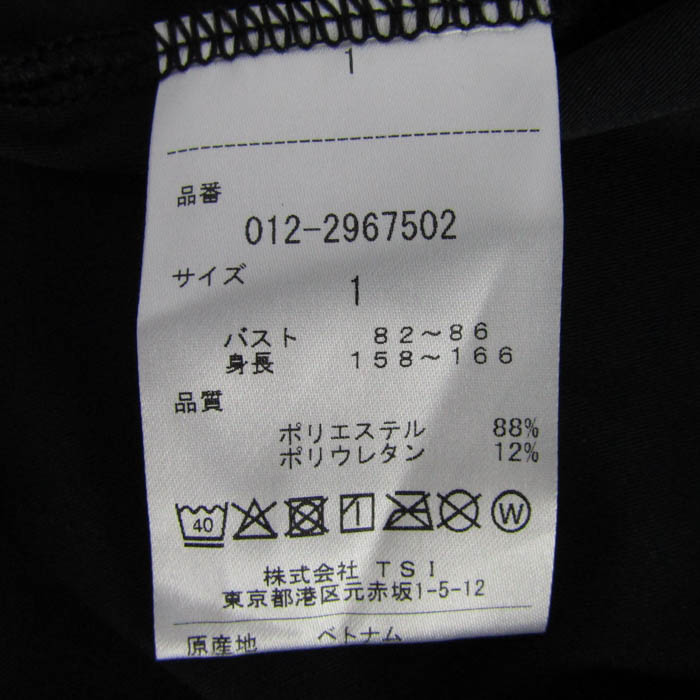 1
品番
012-2967502
サイズ
1
バスト 82～86
身長 158～166
品質
ポリエステル 88%
ポリウレタン 12%
40 W
株式会社 TSI
東京都港区元赤坂1-5-12
原産地 ベトナム